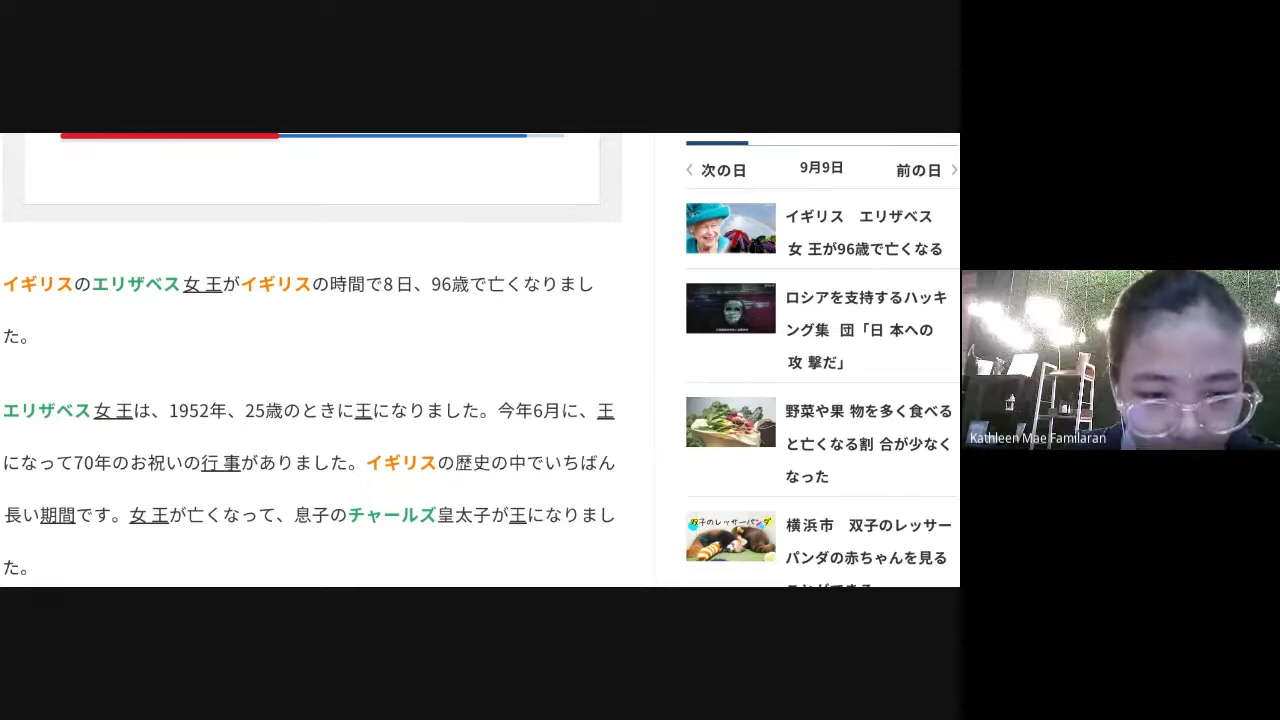 イギリスのエリザベス女王がイギリスの時間で8日、96歳で亡くなりまし
た。
エリザベス女王は、1952年、25歳のときに王になりました。今年6月に、王
になって70年のお祝いの行事がありました。イギリスの歴史の中でいちばん
長い期間です。女王が亡くなって、息子のチャールズ皇太子が王になりまし
た。
次の日 9月9日 前の日
イギリス エリザベス
女王が96歳で亡くなる
ロシアを支持するハッキ
ング集団「日本への
攻撃だ」
野菜や果物を多く食べる
と亡くなる割合が少なく
なった
双子のレッサーパンダ
横浜市 双子のレッサー
パンダの赤ちゃんを見る
Kathleen Mae Familaran